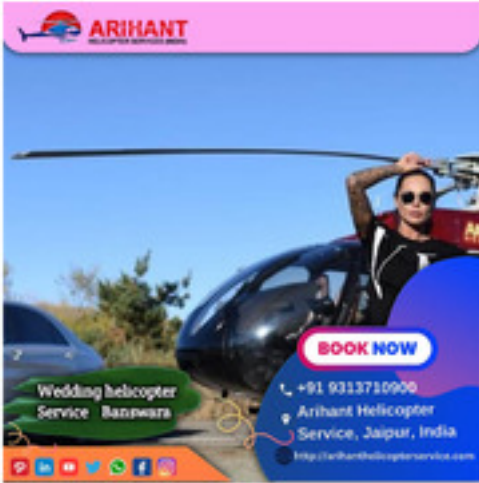 ARIHANT
HELICOPTER SERVICES (INDIA)
BOOK NOW
Wedding helicopter
Service Banswara
+91 9313710900
Arihant Helicopter
Service, Jaipur, India
http://arihanthelicopterservice.com